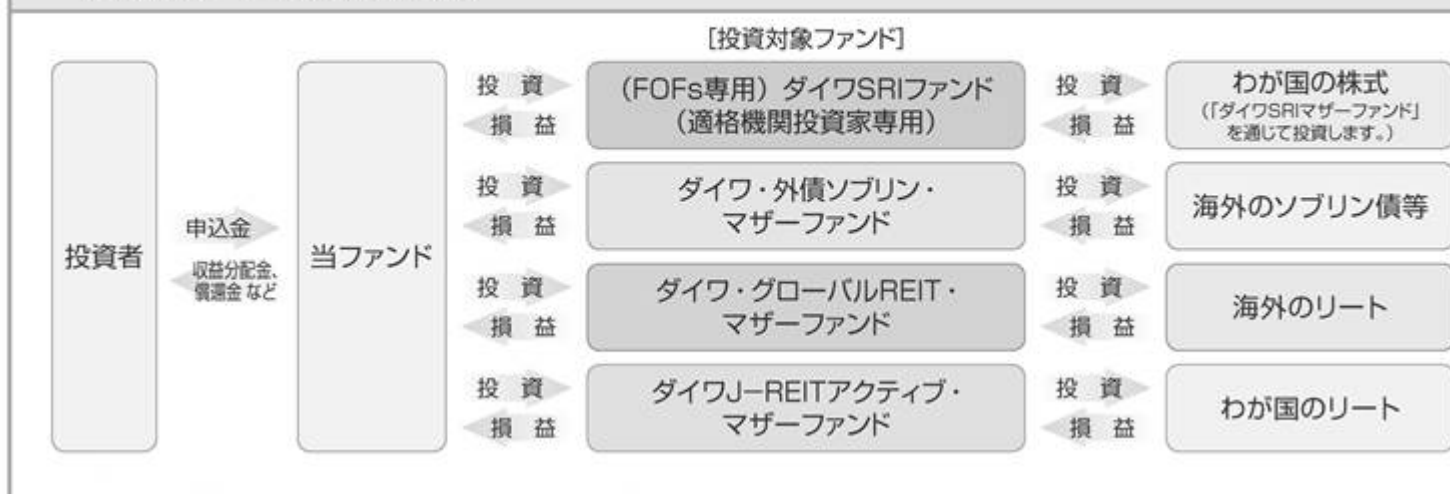 [投資対象ファンド]
投資者
申込金
収益分配金、
償還金 など
当ファンド
投 資
損 益
(FOFs専用) ダイワSRIファンド
(適格機関投資家専用)
投 資
損 益
わが国の株式
(「ダイワSRIマザーファンド」
を通じて投資します。)
投 資
損 益
ダイワ・外債ソブリン・
マザーファンド
投 資
損 益
海外のソブリン債等
投 資
損 益
ダイワ・グローバルREIT・
マザーファンド
投 資
損 益
海外のリート
投 資
損 益
ダイワJ−REITアクティブ・
マザーファンド
投 資
損 益
わが国のリート